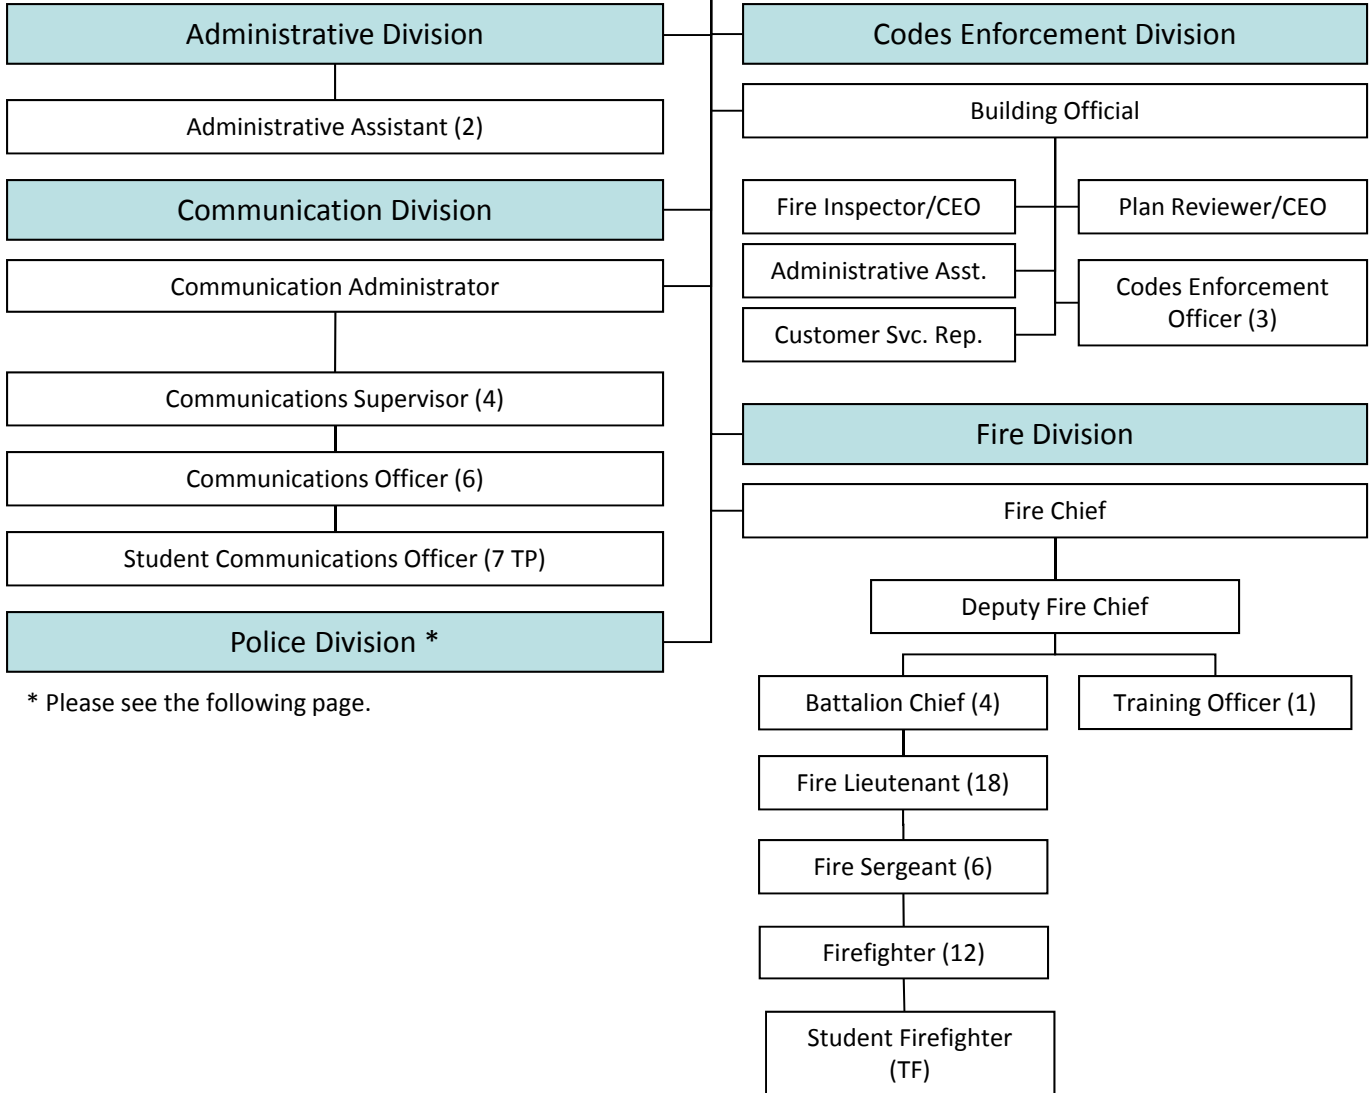 Administrative Division
Administrative Assistant (2)
Communication Division
Communication Administrator
Communications Supervisor (4)
Communications Officer (6)
Student Communications Officer (7 TP)
Police Division *
* Please see the following page.
Codes Enforcement Division
Building Official
Fire Inspector/CEO
Plan Reviewer/CEO
Administrative Asst.
Codes Enforcement
Officer (3)
Customer Svc. Rep.
Fire Division
Fire Chief
Deputy Fire Chief
Battalion Chief (4)
Training Officer (1)
Fire Lieutenant (18)
Fire Sergeant (6)
Firefighter (12)
Student Firefighter
(TF)